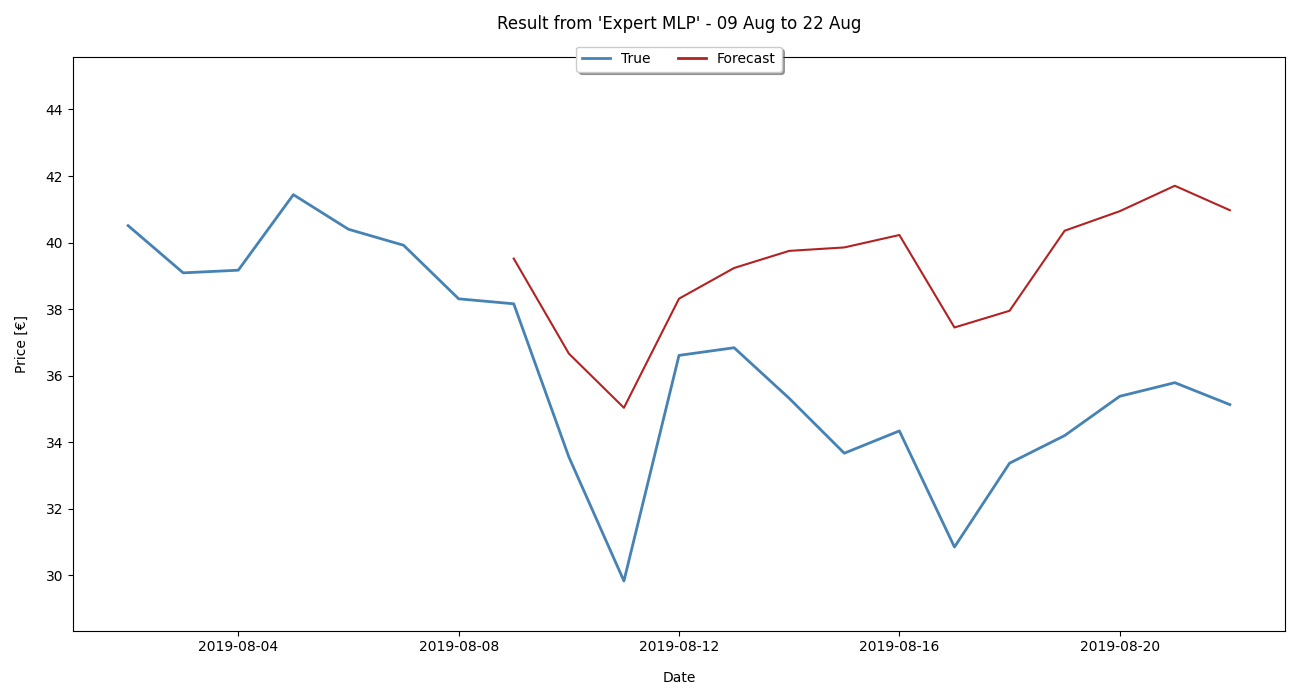 Result from 'Expert MLP' - 09 Aug to 22 Aug
True Forecast
44
42
40
38
36
34
32
30
Price [€]
2019-08-04 2019-08-08 2019-08-12 2019-08-16 2019-08-20
Date